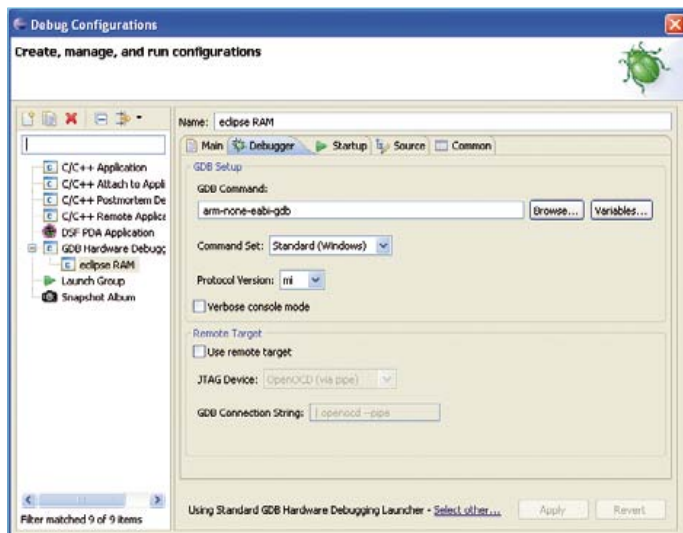 Debug Configurations
Create, manage, and run configurations
Name: eclipse RAM
Main Debugger Startup Source Common
C/C++ Application
C/C++ Attach to Appli
C/C++ Postmortem De
C/C++ Remote Applica
DSF PDA Application
GDB Hardware Debugg
eclipse RAM
Launch Group
Snapshot Album
Filter matched 9 of 9 items
GDB Setup
GDB Command:
arm-none-eabi-gdb Browse... Variables...
Command Set: Standard (Windows)
Protocol Version: mi
Verbose console mode
Remote Target
Use remote target
JTAG Device: OpenOCD (via pipe)
GDB Connection String: | openocd --pipe
Using Standard GDB Hardware Debugging Launcher - Select other... Apply Revert